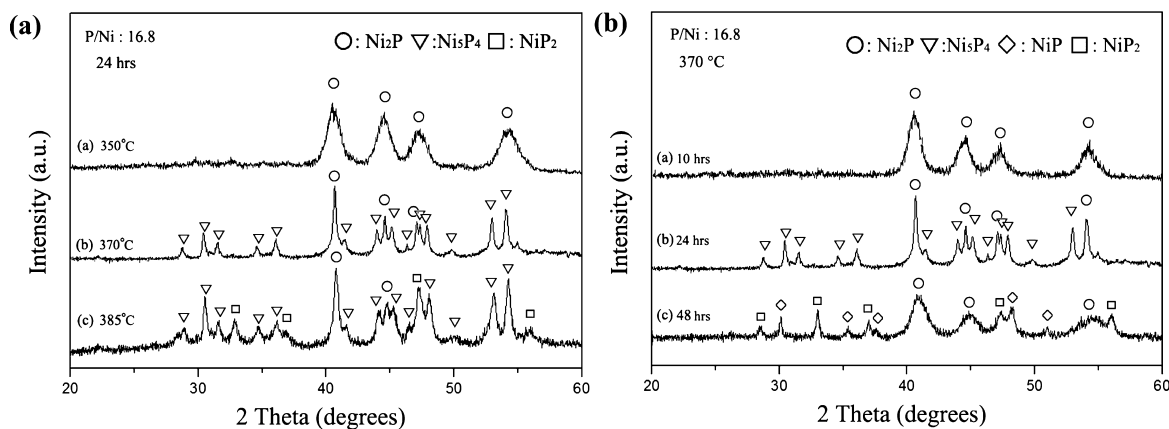 (a)
P/Ni : 16.8
24 hrs
○: Ni₂P ▽:Ni₅P₄ □: NiP₂
(a) 350°C
(b) 370°C
(c) 385°C
Intensity (a.u.)
20 30 40 50 60
2 Theta (degrees)
(b)
P/Ni : 16.8
370 °C
○: Ni₂P ▽:Ni₅P₄ ◇: NiP □: NiP₂
(a) 10 hrs
(b) 24 hrs
(c) 48 hrs
Intensity (a.u.)
20 30 40 50 60
2 Theta (degrees)